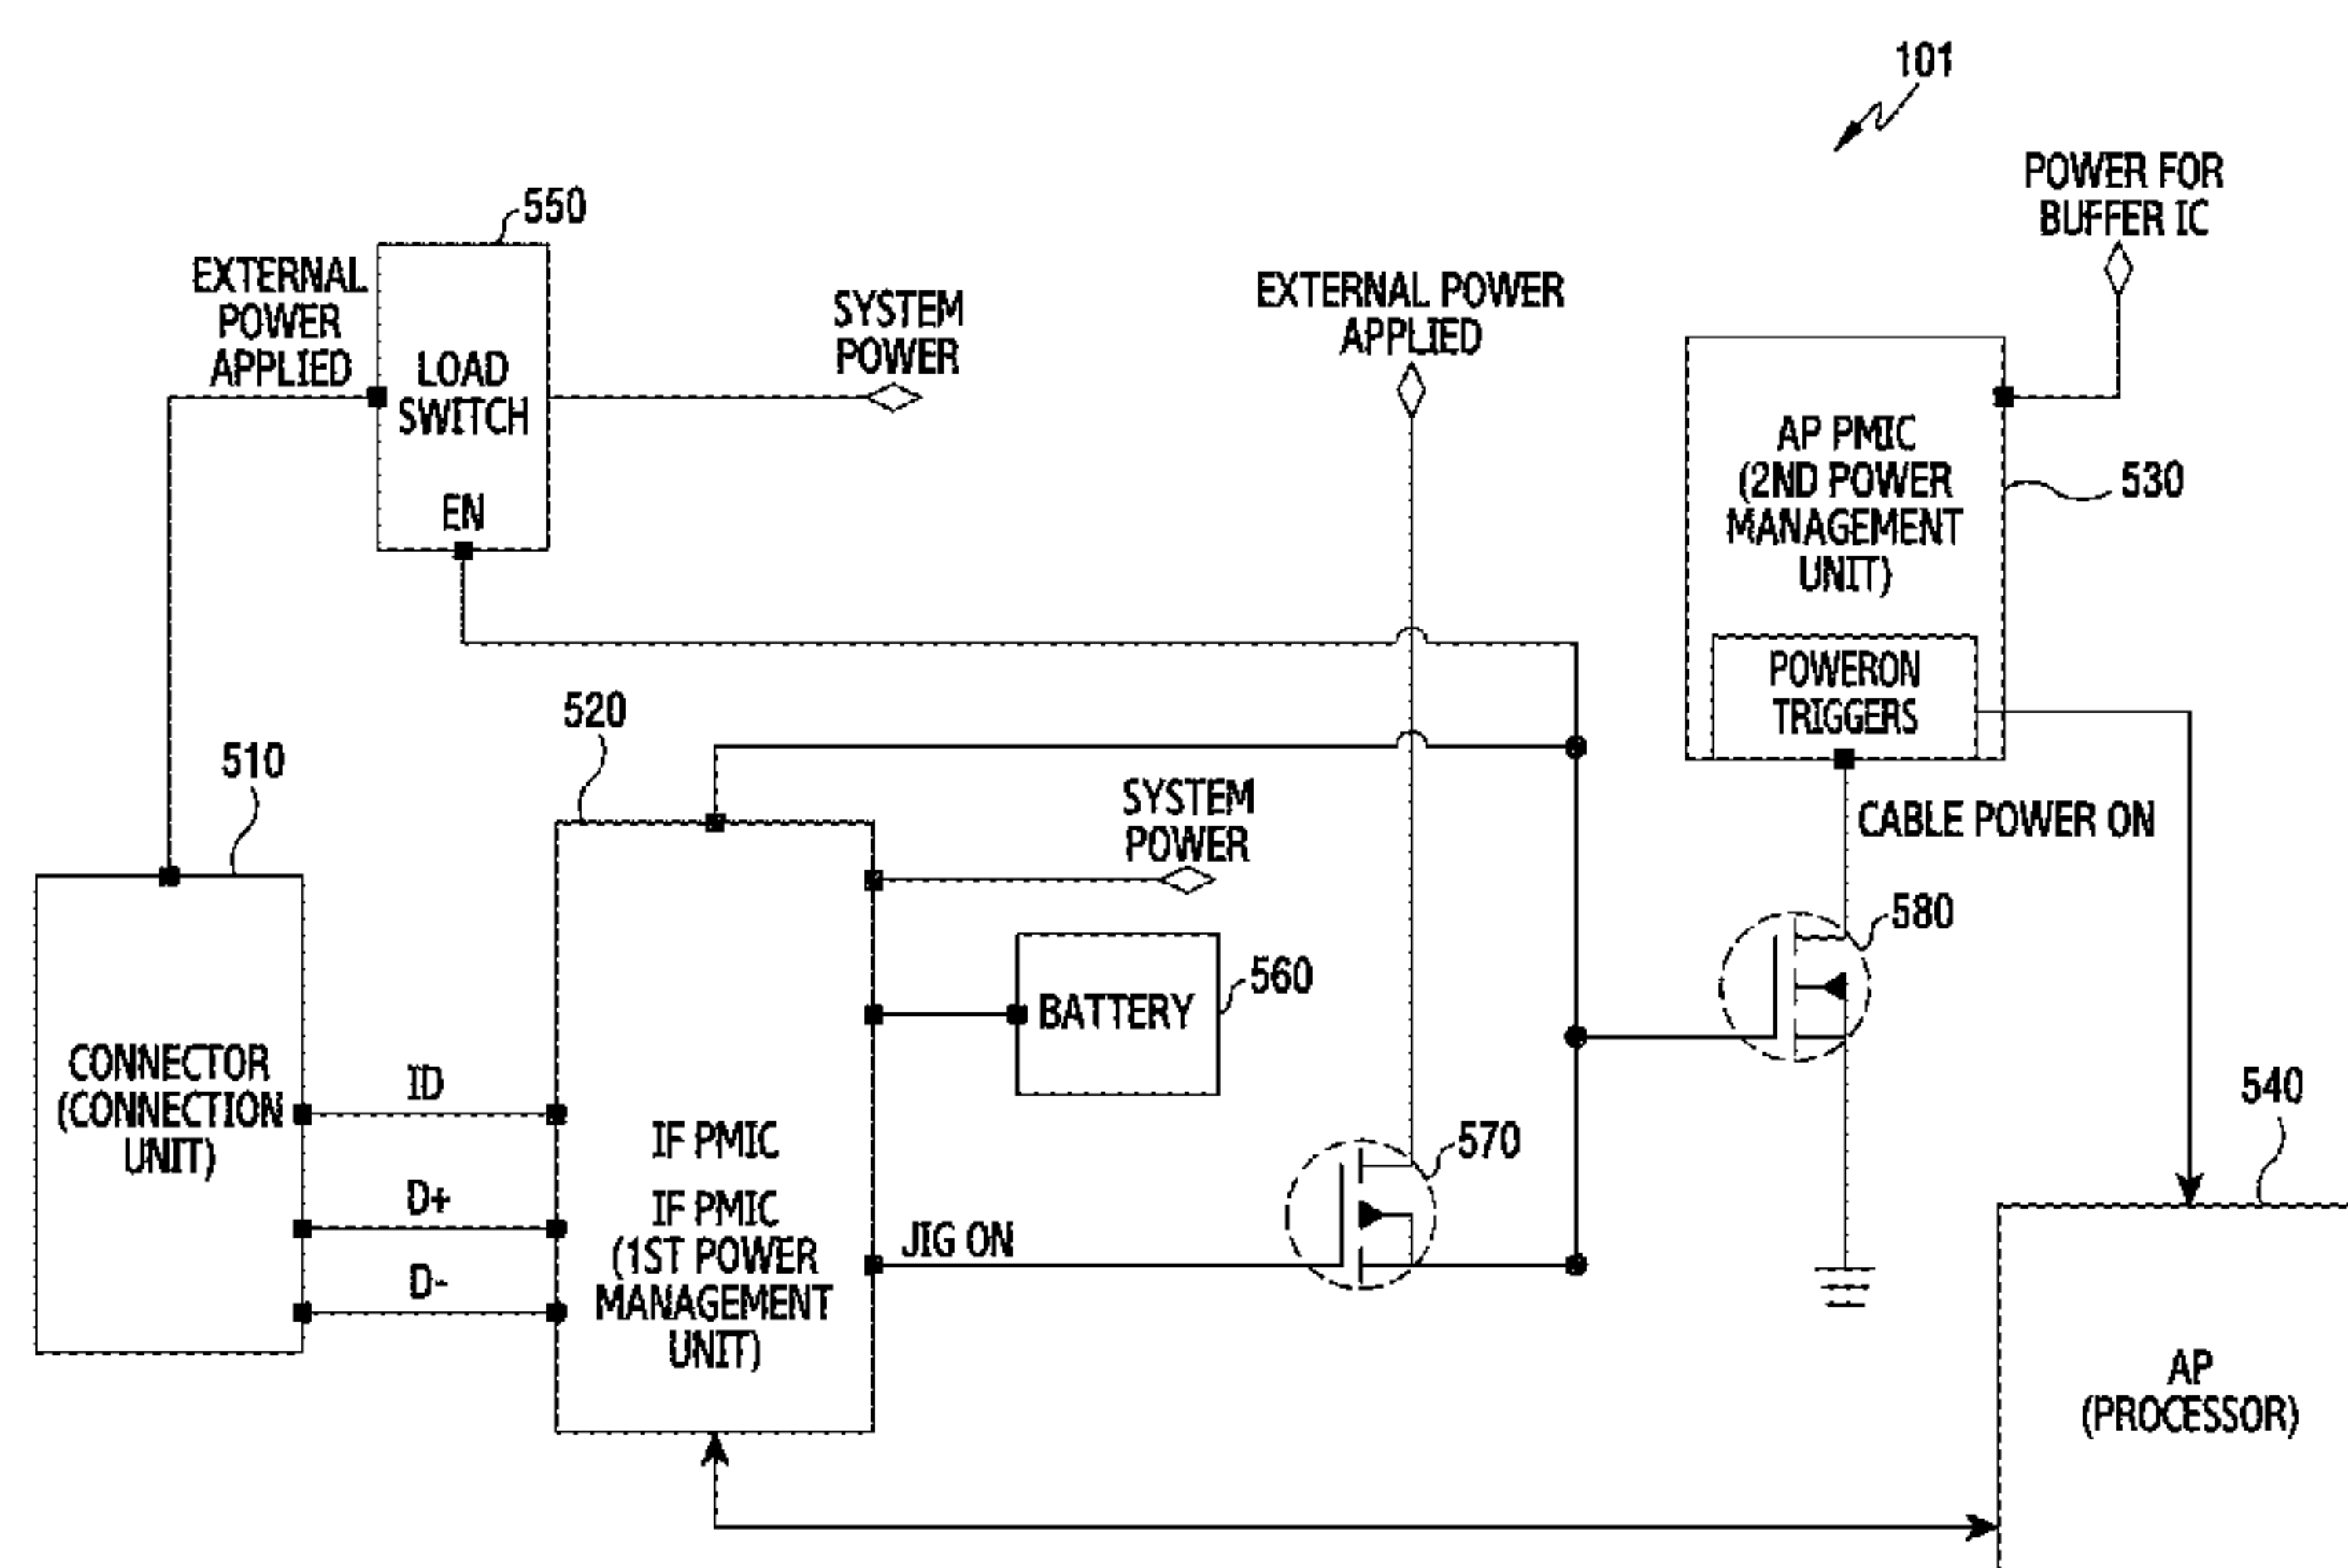 101
POWER FOR
BUFFER IC
550
EXTERNAL
POWER
APPLIED
LOAD
SWITCH
EN
SYSTEM
POWER
EXTERNAL POWER
APPLIED
AP PMIC
(2ND POWER
MANAGEMENT
UNIT)
530
POWERON
TRIGGERS
CABLE POWER ON
510
520
SYSTEM
POWER
580
BATTERY
560
CONNECTOR
(CONNECTION
UNIT)
ID
D+
D-
IF PMIC
IF PMIC
(1ST POWER
MANAGEMENT
UNIT)
JIG ON
570
540
AP
(PROCESSOR)